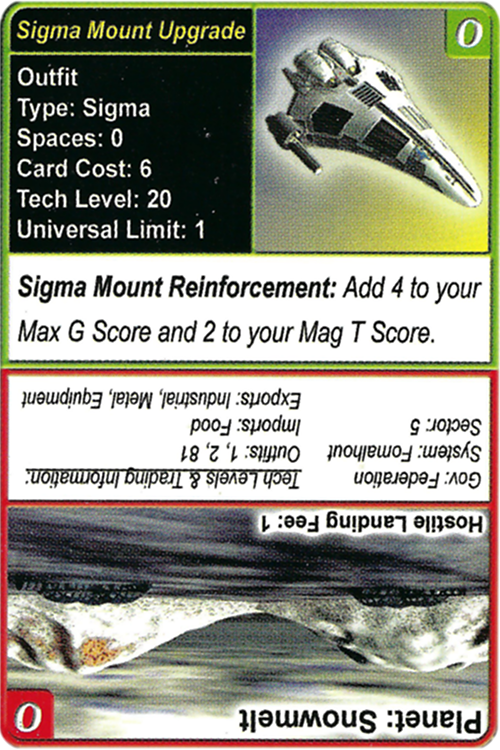 Sigma Mount Upgrade
0
Outfit
Type: Sigma
Spaces: 0
Card Cost: 6
Tech Level: 20
Universal Limit: 1
Sigma Mount Reinforcement: Add 4 to your
Max G Score and 2 to your Mag T Score.
Planet: Snowmelt
0
Hostile Landing Fee: 1
Gov: Federation
System: Fomalhout
Sector: 5
Tech Levels & Trading Information:
Outfits: 1, 2, 81
Imports: Food
Exports: Industrial, Metal, Equipment